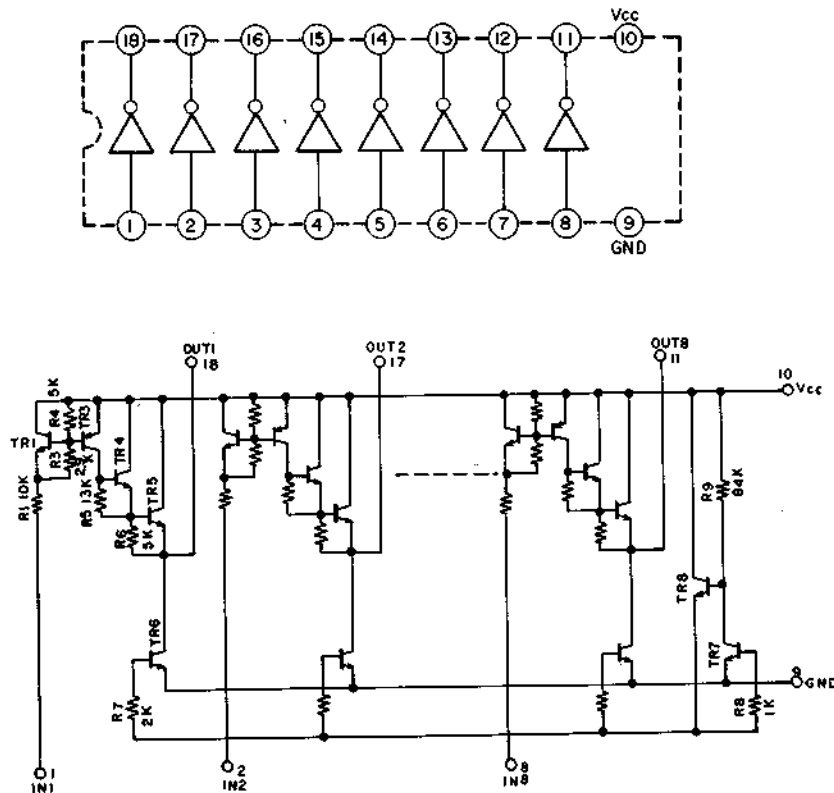 Vcc
18 17 16 15 14 13 12 11 10
1 2 3 4 5 6 7 8 9
GND
OUT1
18
OUT2
17
OUT8
11
10
Vcc
5K
R4
TR3
TR1
R3
TR4
R1 10K
R5 13K
TR5
R6
5K
R9
84K
TR8
TR6
TR7
9
GND
R7
2K
R8
1K
1
IN1
2
IN2
8
IN8